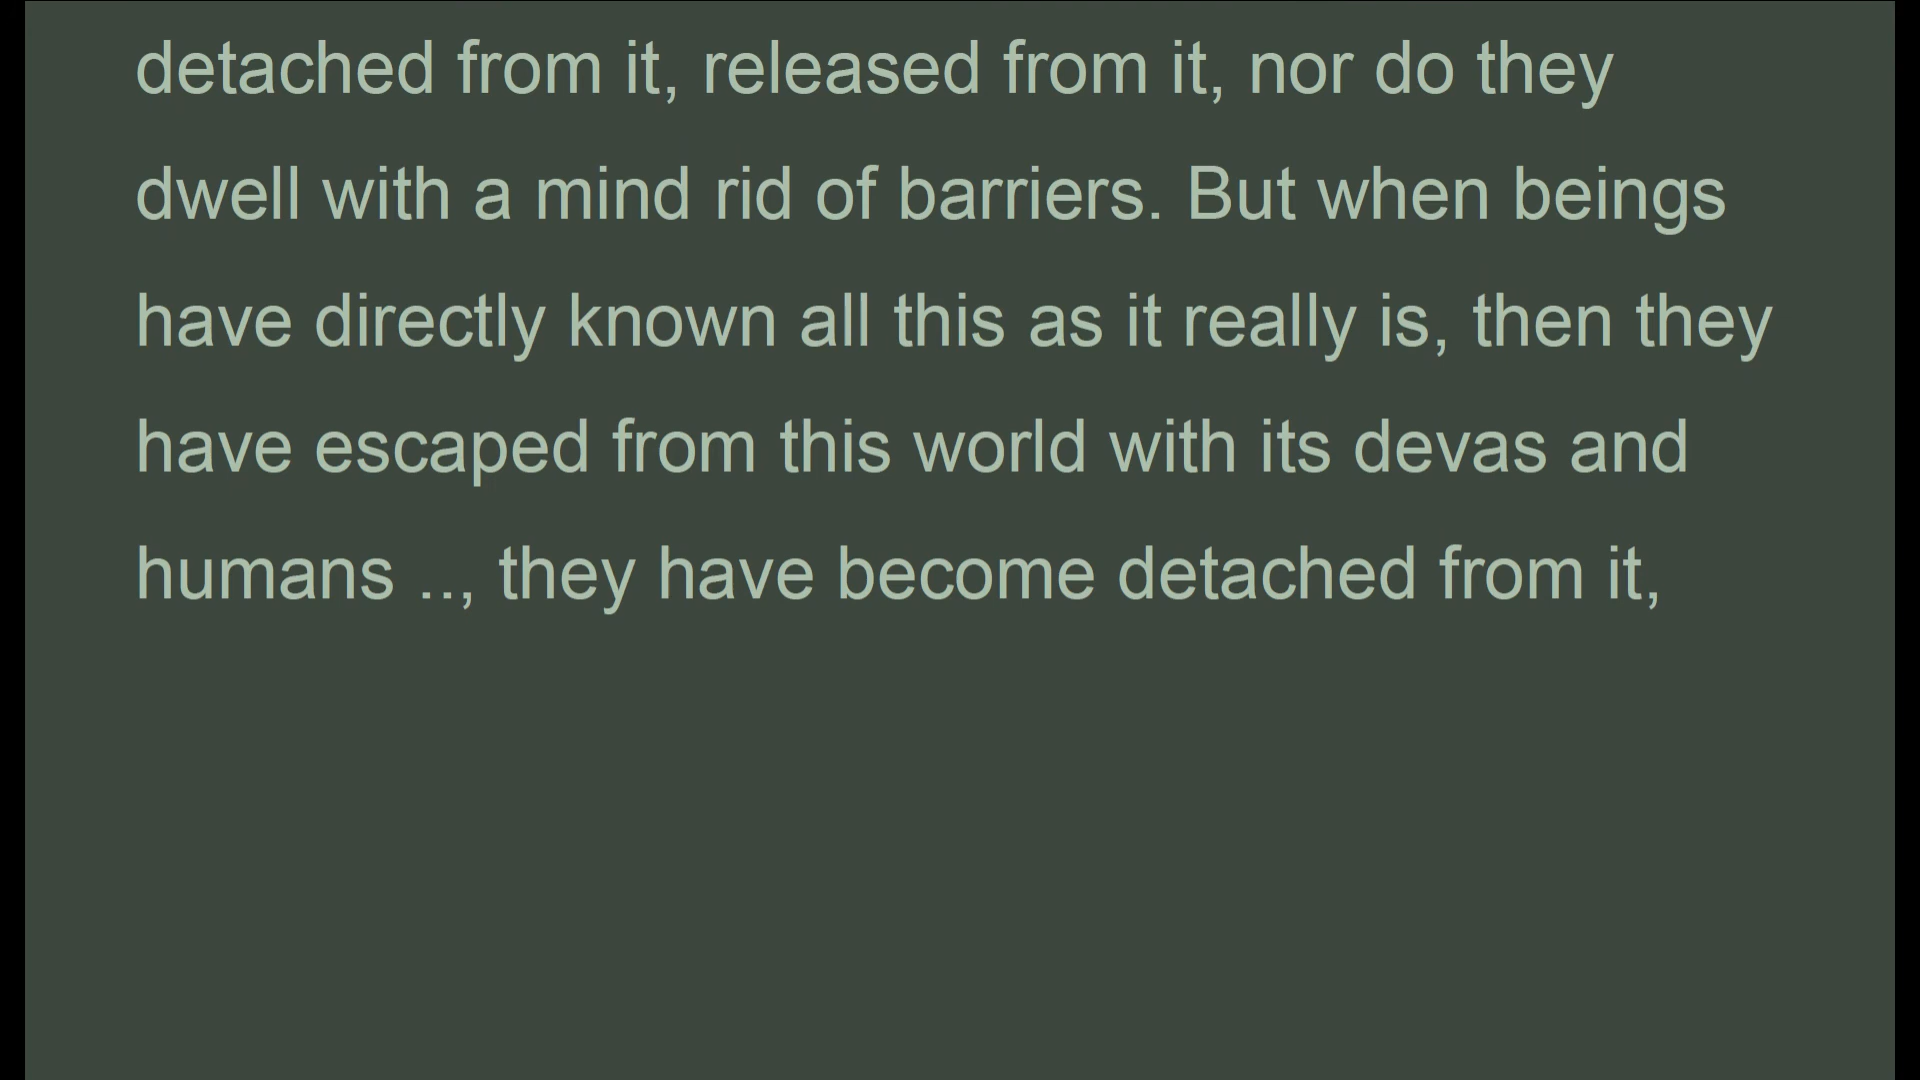 detached from it, released from it, nor do they
dwell with a mind rid of barriers. But when beings
have directly known all this as it really is, then they
have escaped from this world with its devas and
humans .., they have become detached from it,